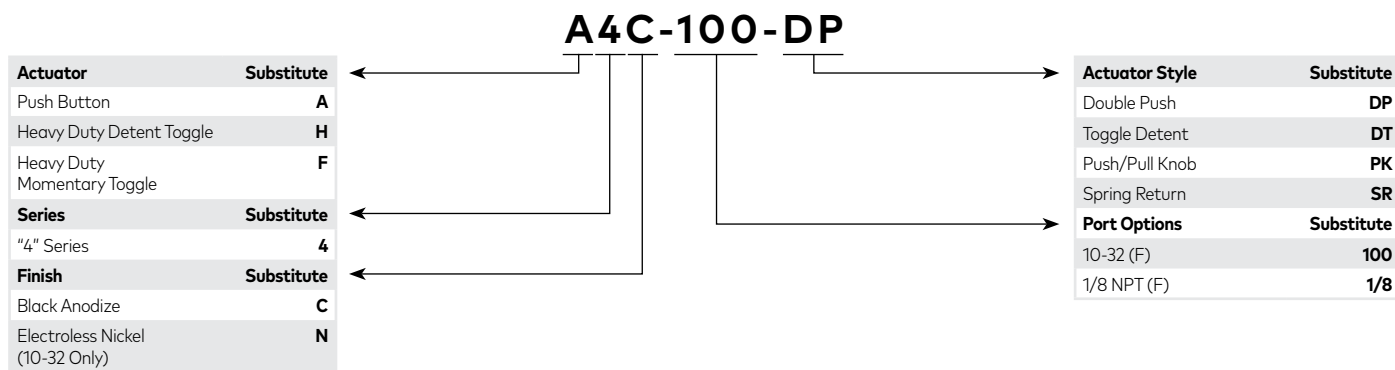 A4C-100-DP
Actuator Substitute
Push Button A
Heavy Duty Detent Toggle H
Heavy Duty F
Momentary Toggle
Series Substitute
"4" Series 4
Finish Substitute
Black Anodize C
Electroless Nickel N
(10-32 Only)
Actuator Style Substitute
Double Push DP
Toggle Detent DT
Push/Pull Knob PK
Spring Return SR
Port Options Substitute
10-32 (F) 100
1/8 NPT (F) 1/8